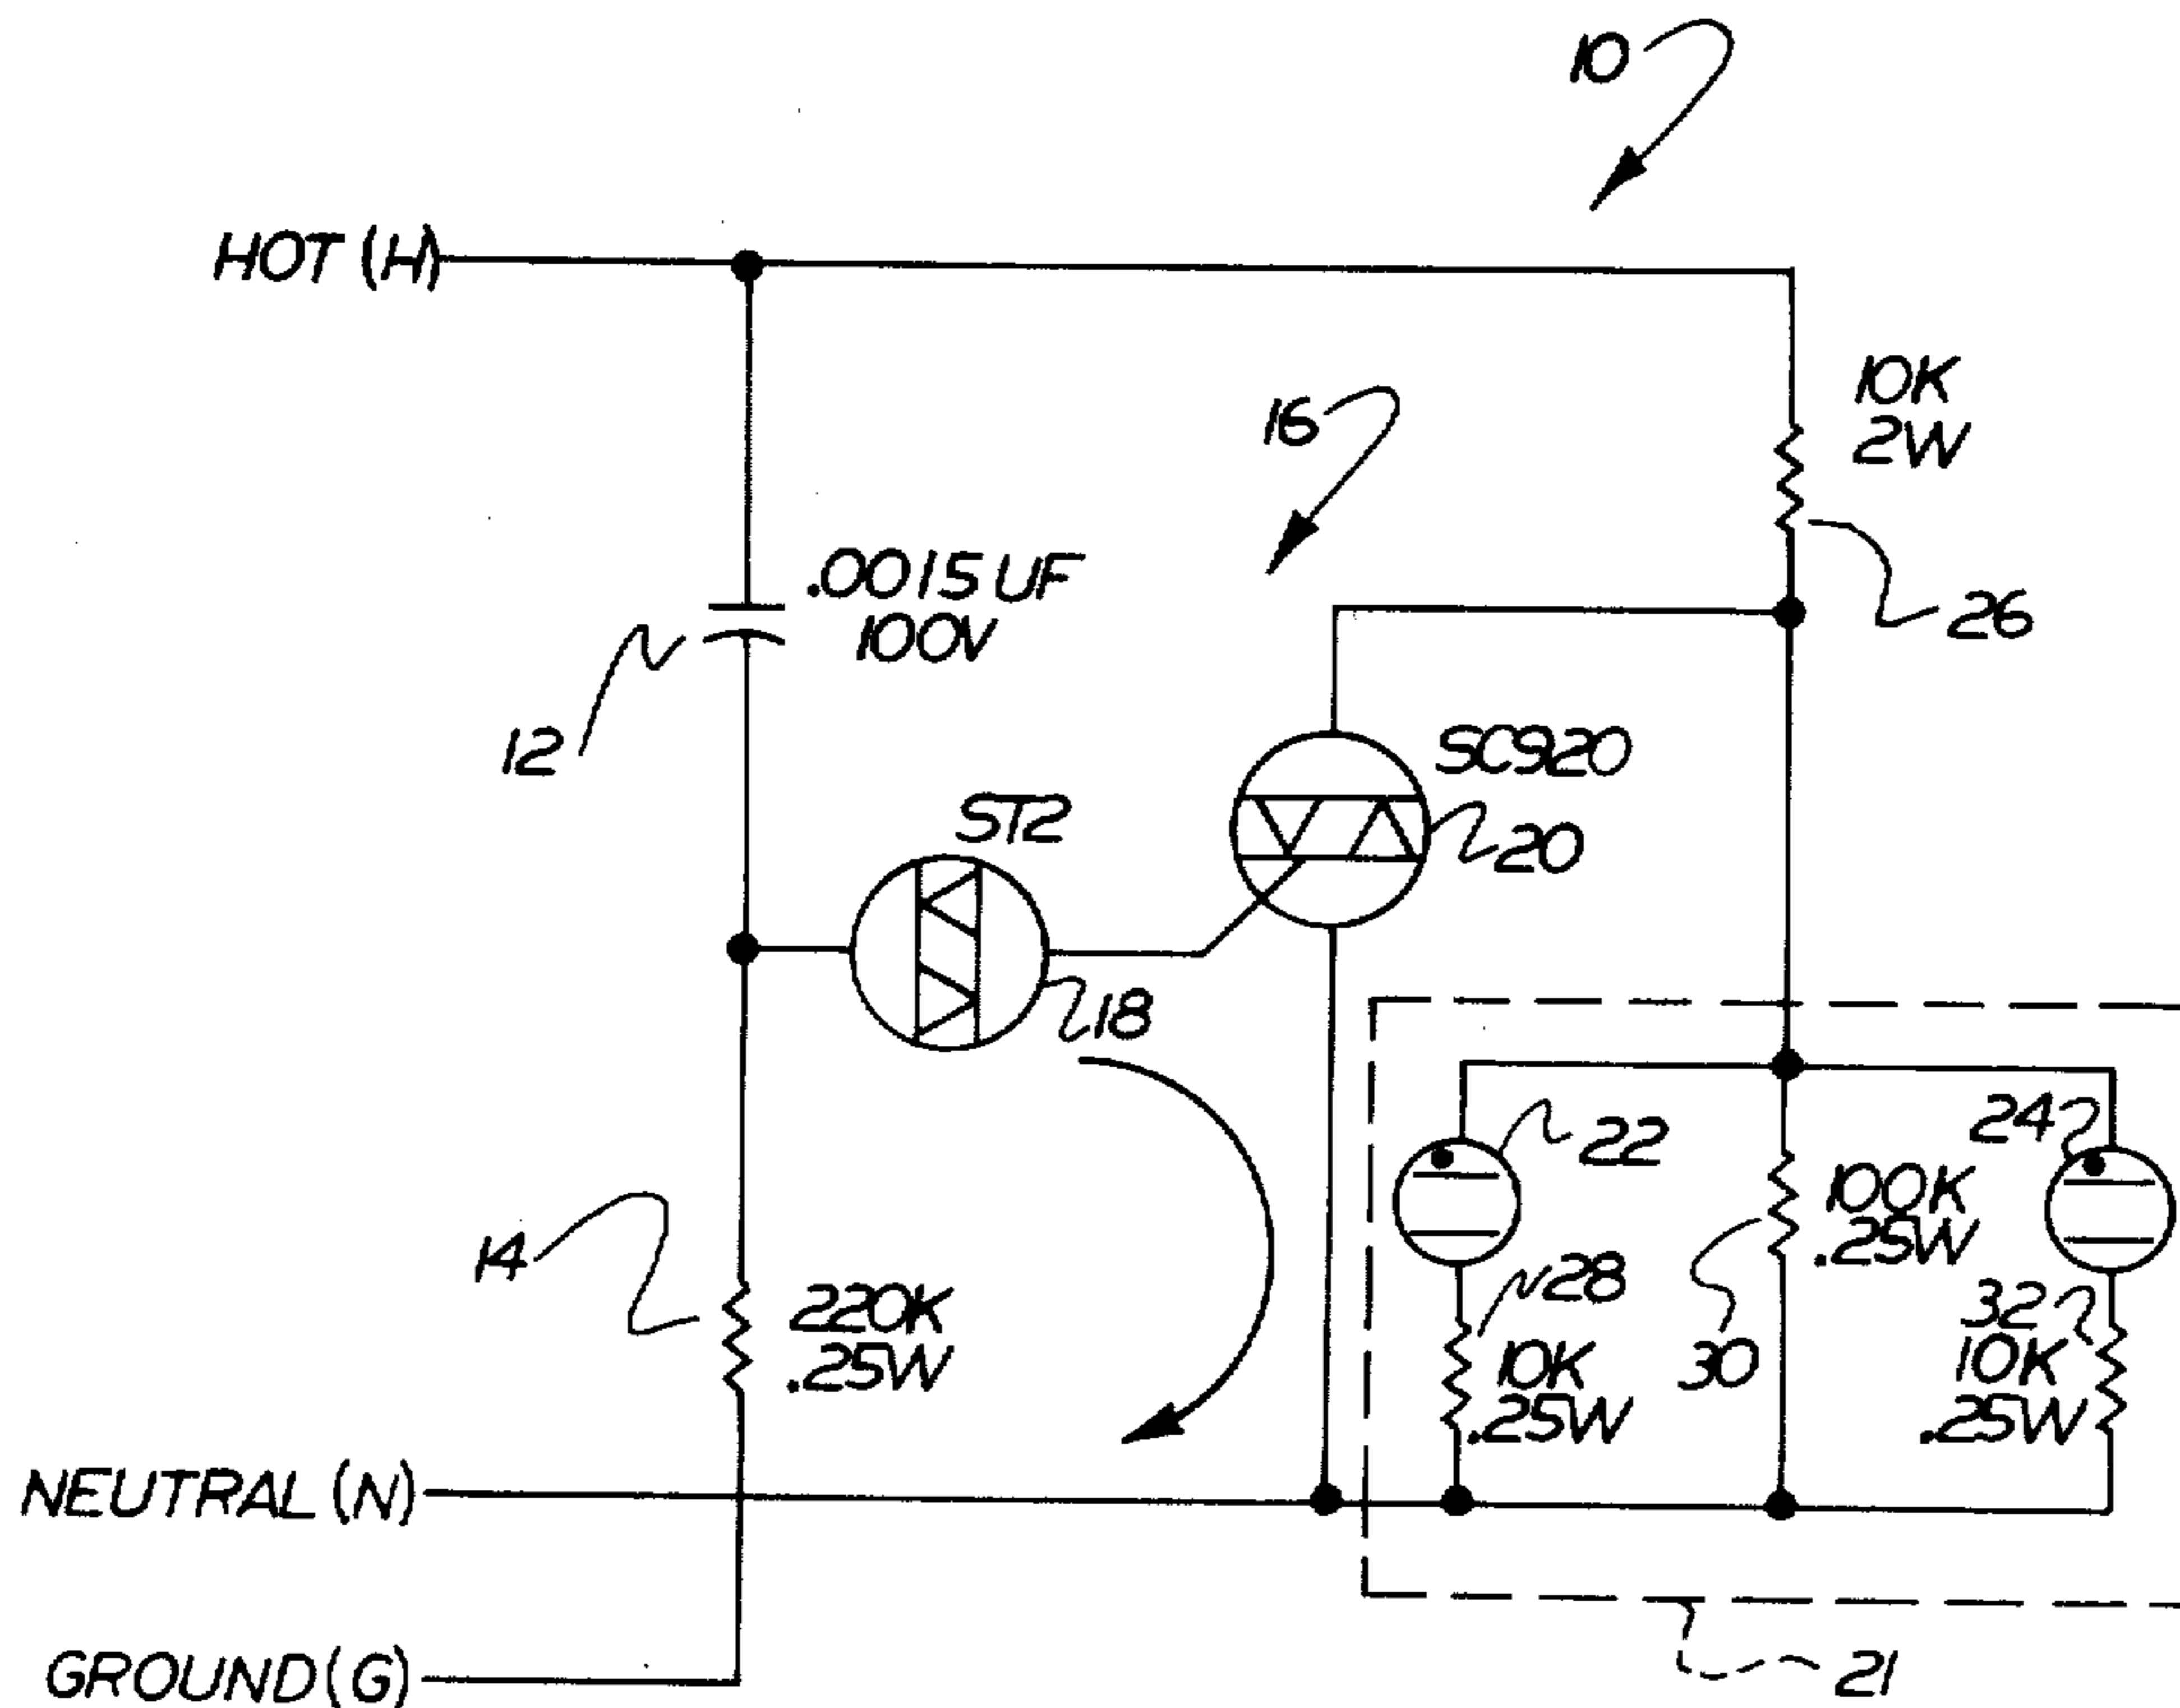 10
HOT (H)
10K
2W
16
.0015 UF
100V
26
12
SC920
ST2
20
18
22
24
100K
.25W
14
28
32
220K
.25W
10K
.25W
30
10K
.25W
NEUTRAL (N)
GROUND (G)
21